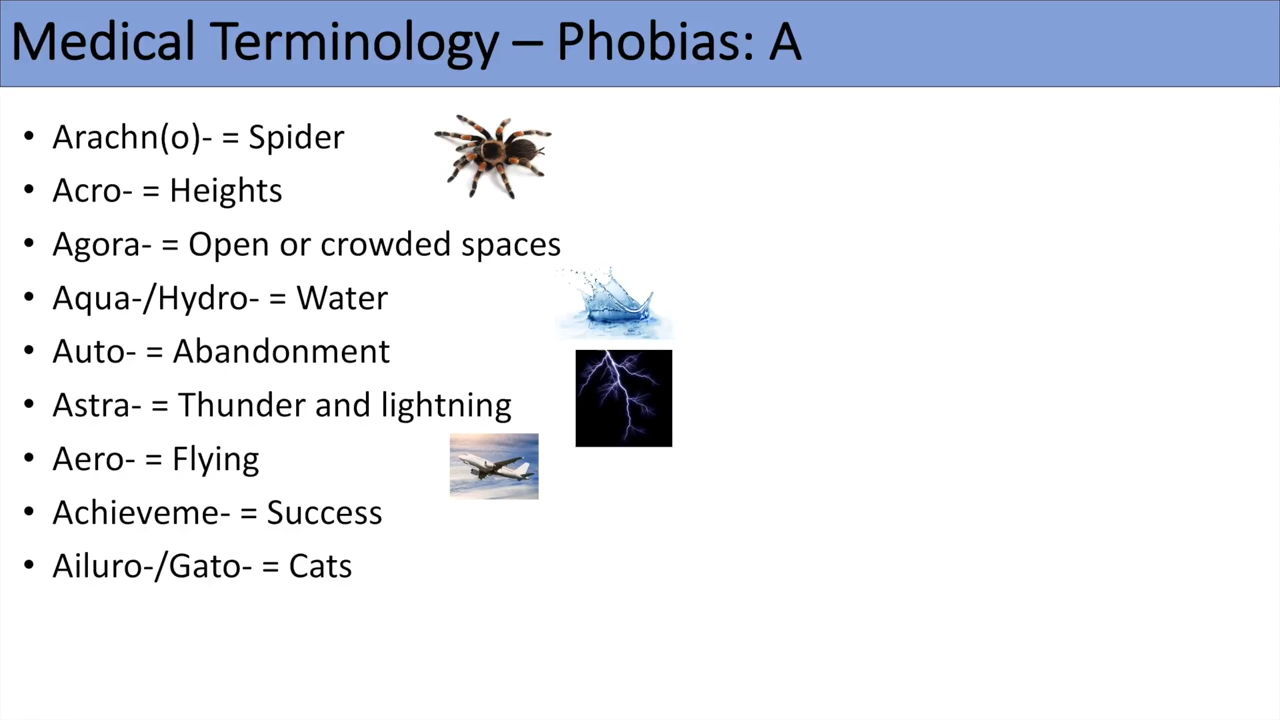 Medical Terminology – Phobias: A
• Arachn(o)- = Spider
• Acro- = Heights
• Agora- = Open or crowded spaces
• Aqua-/Hydro- = Water
• Auto- = Abandonment
• Astra- = Thunder and lightning
• Aero- = Flying
• Achieveme- = Success
• Ailuro-/Gato- = Cats